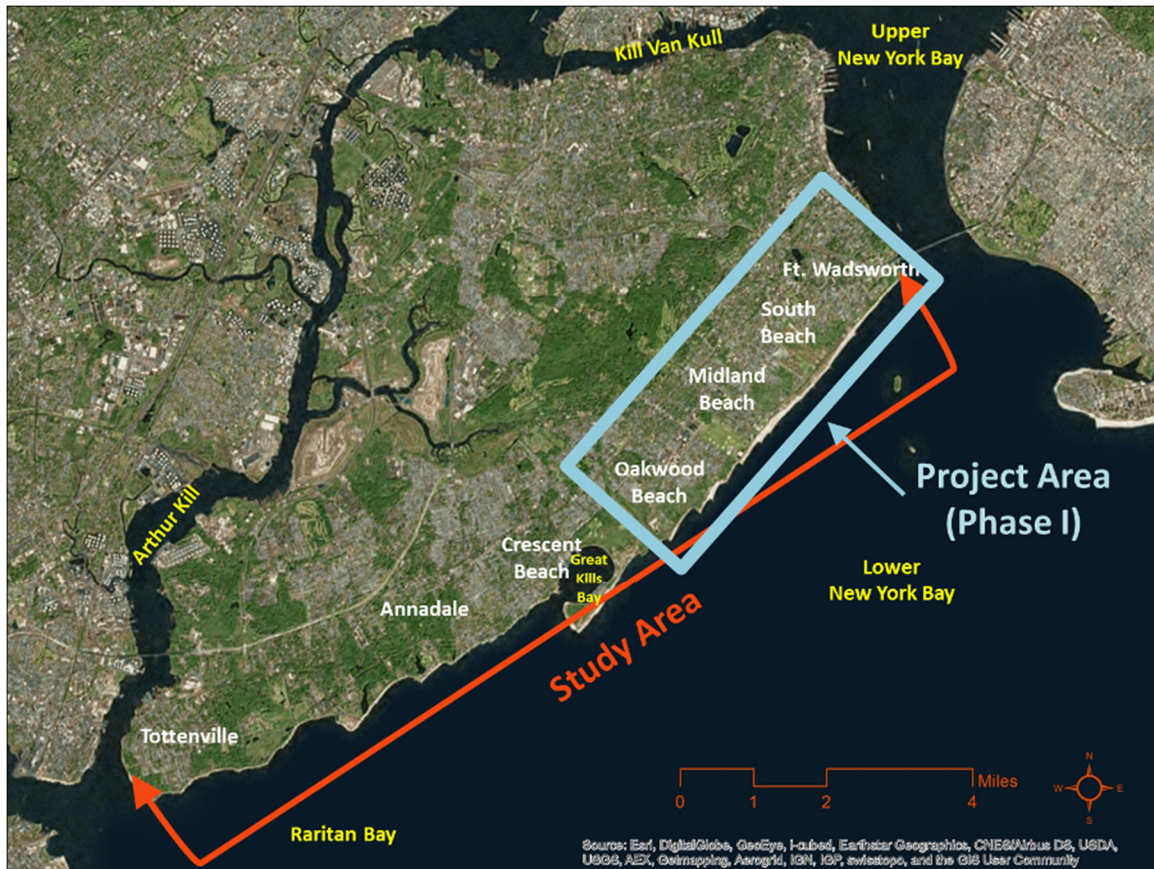 Kill Van Kull
Upper
New York Bay
Ft. Wadsworth
South
Beach
Midland
Beach
Oakwood
Beach
Project Area
(Phase I)
Arthur Kill
Crescent
Beach
Great
Kills
Bay
Lower
New York Bay
Annadale
Study Area
Tottenville
Raritan Bay
N
W
E
S
Miles
0
1
2
4
Source: Esri, DigitalGlobe, GeoEye, i-cubed, Earthstar Geographics, CNES/Airbus DS, USDA,
USGS, AEX, Getmapping, Aerogrid, IGN, IGP, swisstopo, and the GIS User Community